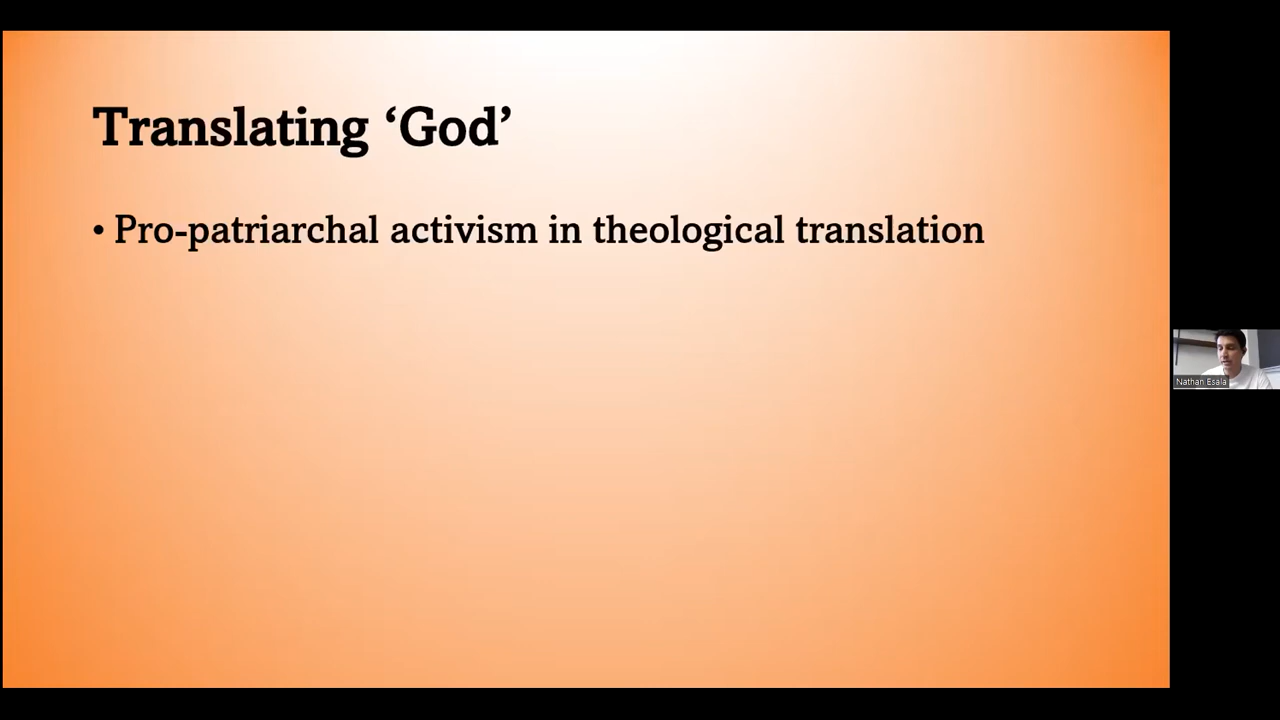 Translating ‘God’
• Pro-patriarchal activism in theological translation
Nathan Esala